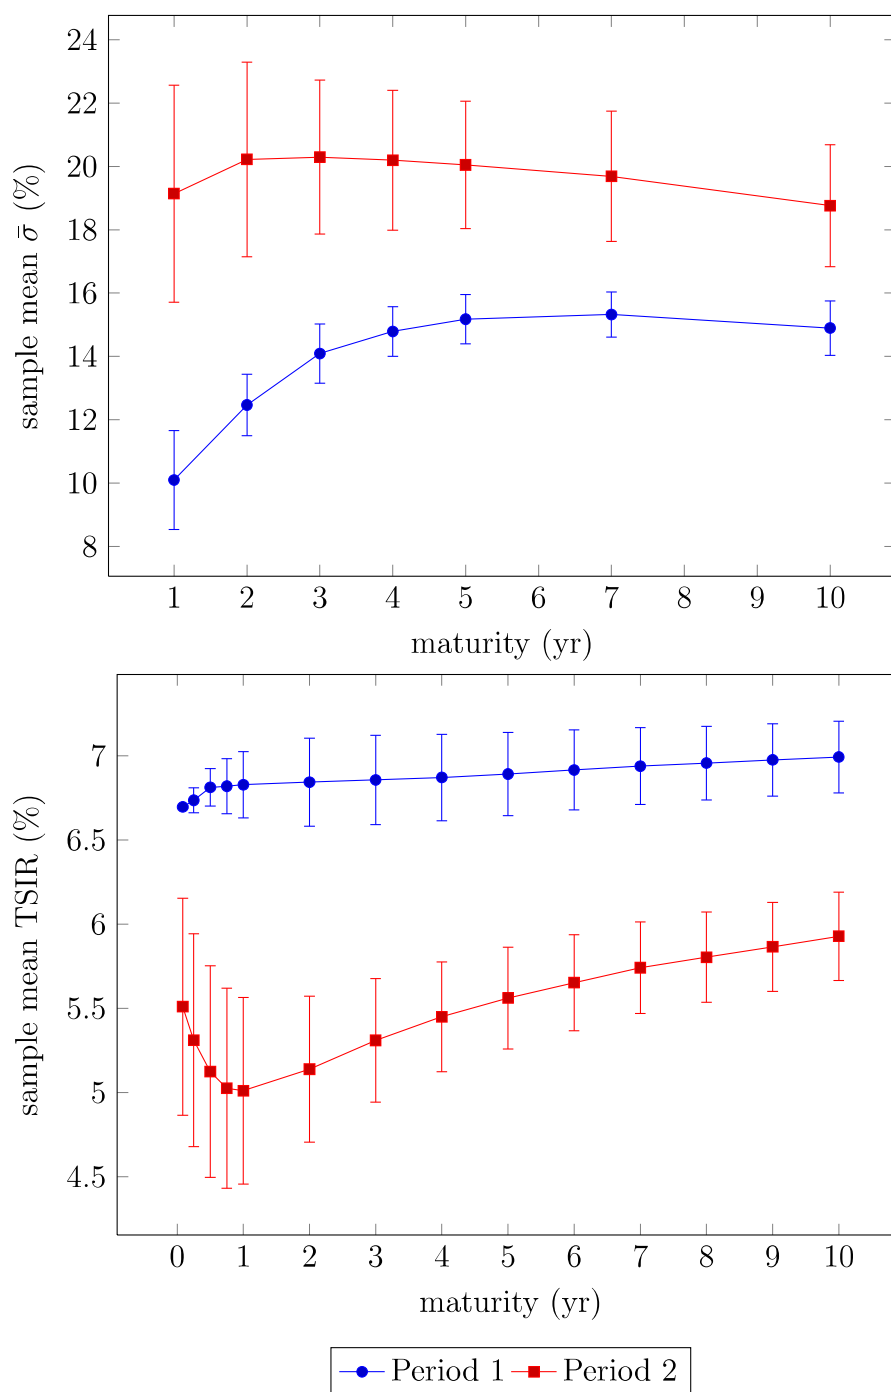 24
22
20
18
16
14
12
10
8
sample mean σ̄ (%)
1 2 3 4 5 6 7 8 9 10
maturity (yr)
7
6.5
6
5.5
5
4.5
sample mean TSIR (%)
0 1 2 3 4 5 6 7 8 9 10
maturity (yr)
Period 1 Period 2